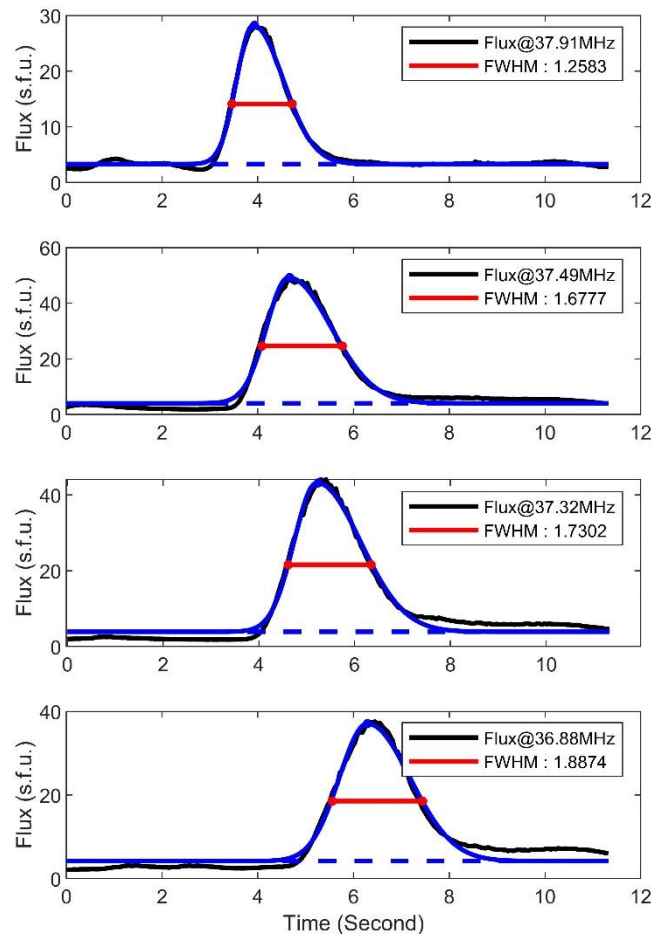 30
20
10
0
Flux (s.f.u.)
Flux@37.91MHz
FWHM : 1.2583
0 2 4 6 8 10 12
60
40
20
0
Flux (s.f.u.)
Flux@37.49MHz
FWHM : 1.6777
0 2 4 6 8 10 12
40
20
0
Flux (s.f.u.)
Flux@37.32MHz
FWHM : 1.7302
0 2 4 6 8 10 12
40
20
0
Flux (s.f.u.)
Flux@36.88MHz
FWHM : 1.8874
0 2 4 6 8 10 12
Time (Second)